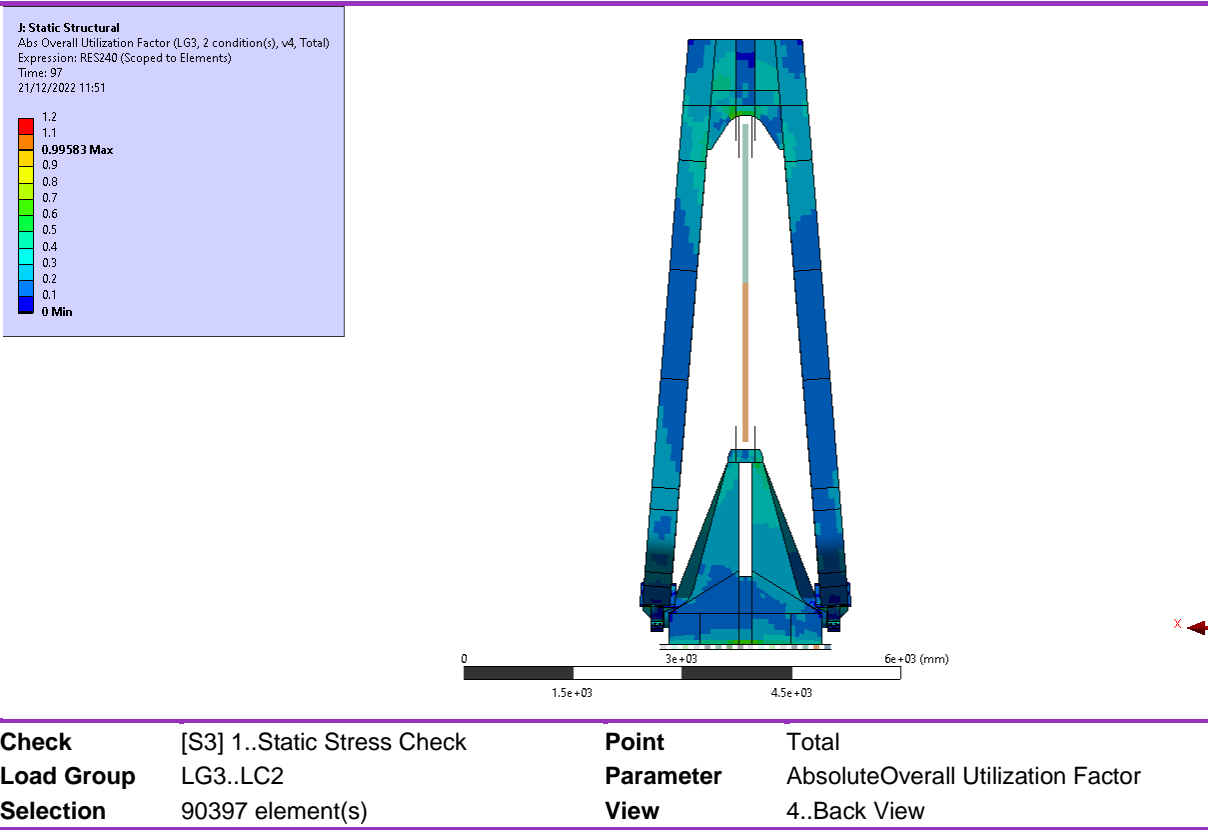 J: Static Structural
Abs Overall Utilization Factor (LG3, 2 condition(s), v4, Total)
Expression: RES240 (Scoped to Elements)
Time: 97
21/12/2022 11:51
1.2
1.1
0.99583 Max
0.9
0.8
0.7
0.6
0.5
0.4
0.3
0.2
0.1
0 Min
X
0 3e+03 6e+03 (mm)
1.5e+03 4.5e+03
Check [S3] 1..Static Stress Check Point Total
Load Group LG3..LC2 Parameter AbsoluteOverall Utilization Factor
Selection 90397 element(s) View 4..Back View